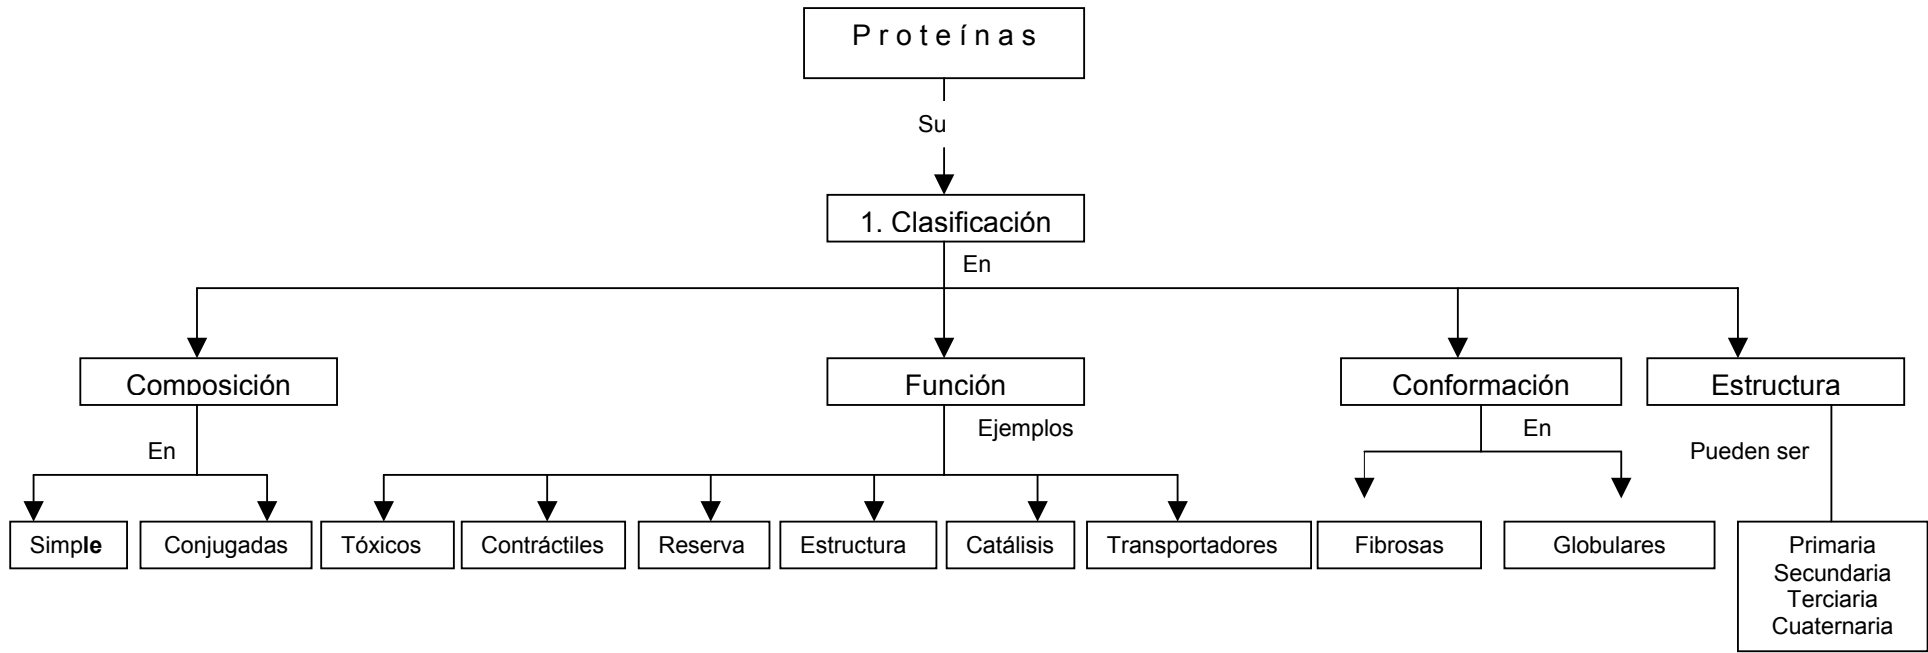 P r o t e í n a s
Su
1. Clasificación
En
Composición
Función
Conformación
Estructura
En
Ejemplos
En
Pueden ser
Simple
Conjugadas
Tóxicos
Contráctiles
Reserva
Estructura
Catálisis
Transportadores
Fibrosas
Globulares
Primaria
Secundaria
Terciaria
Cuaternaria